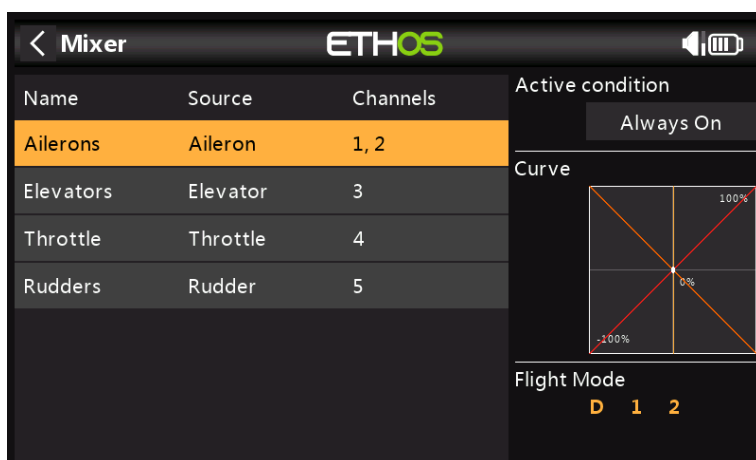 Mixer
ETHOS
Name Source Channels
Ailerons Aileron 1, 2
Elevators Elevator 3
Throttle Throttle 4
Rudders Rudder 5
Active condition
Always On
Curve
100%
0%
-100%
Flight Mode
D 1 2